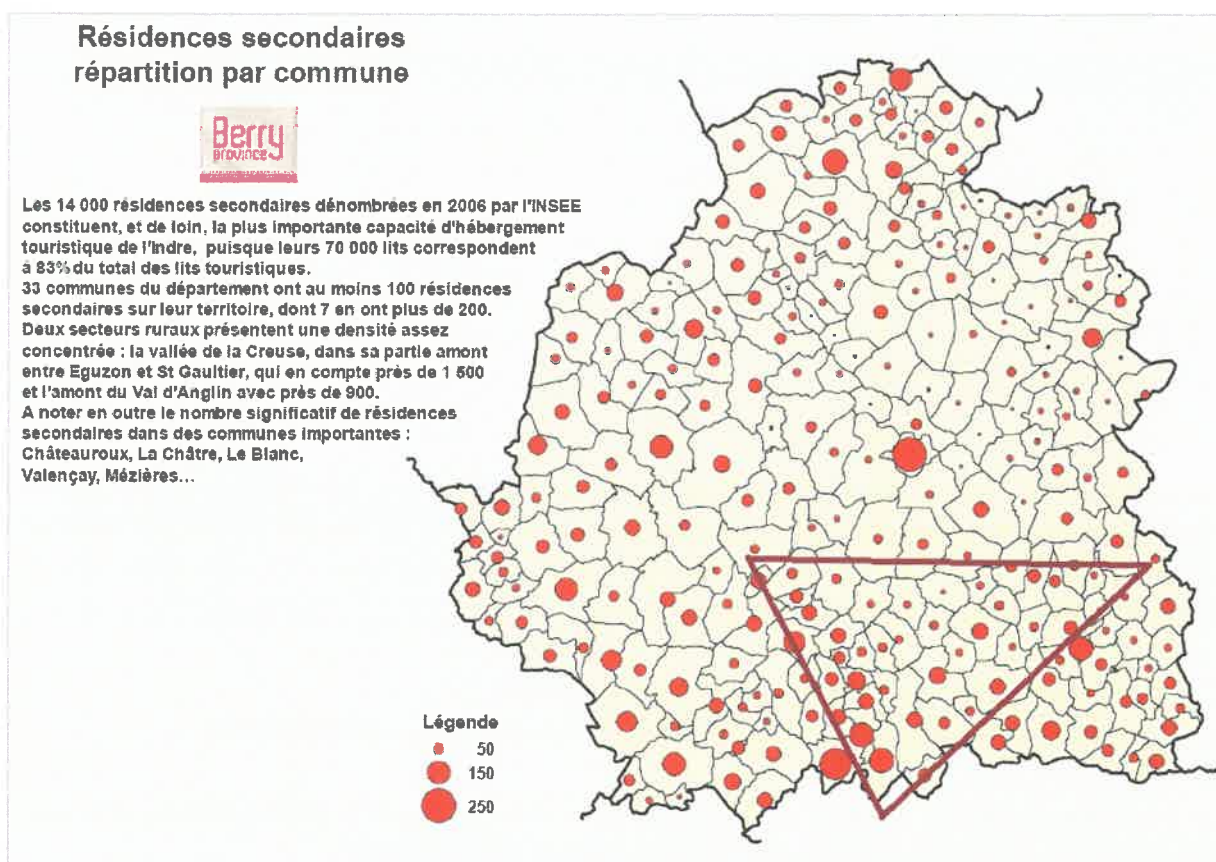 Résidences secondaires
répartition par commune
Berry
province
Les 14 000 résidences secondaires dénombrées en 2006 par l'INSEE
constituent, et de loin, la plus importante capacité d'hébergement
touristique de l'Indre, puisque leurs 70 000 lits correspondent
à 83% du total des lits touristiques.
33 communes du département ont au moins 100 résidences
secondaires sur leur territoire, dont 7 en ont plus de 200.
Deux secteurs ruraux présentent une densité assez
concentrée : la vallée de la Creuse, dans sa partie amont
entre Eguzon et St Gaultier, qui en compte près de 1 500
et l'amont du Val d'Anglin avec près de 900.
A noter en outre le nombre significatif de résidences
secondaires dans des communes importantes :
Châteauroux, La Châtre, Le Blanc,
Valençay, Mézières...
Légende
50
150
250